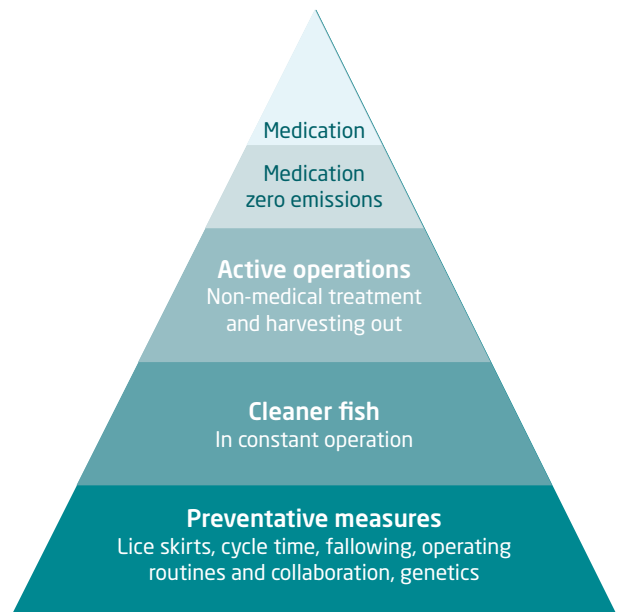 Medication
Medication
zero emissions
Active operations
Non-medical treatment
and harvesting out
Cleaner fish
In constant operation
Preventative measures
Lice skirts, cycle time, fallowing, operating
routines and collaboration, genetics